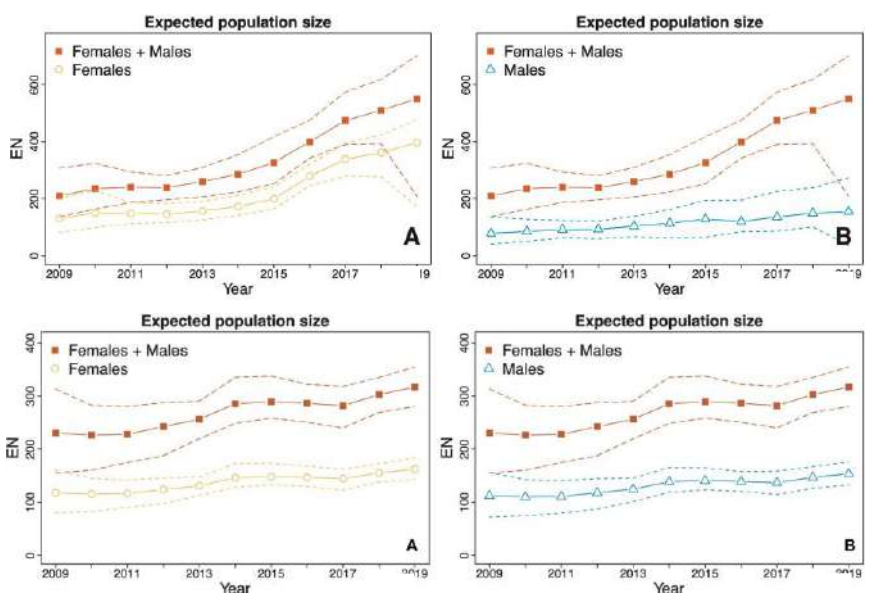 Expected population size
Females + Males
Females
EN
600
400
200
0
2009
2011
2013
2015
2017
19
Year
A
Expected population size
Females + Males
Males
EN
600
400
200
0
2009
2011
2013
2015
2017
2019
Year
B
Expected population size
Females + Males
Females
EN
400
300
200
100
0
2009
2011
2013
2015
2017
2019
Year
A
Expected population size
Females + Males
Males
EN
400
300
200
100
0
2009
2011
2013
2015
2017
2019
Year
B